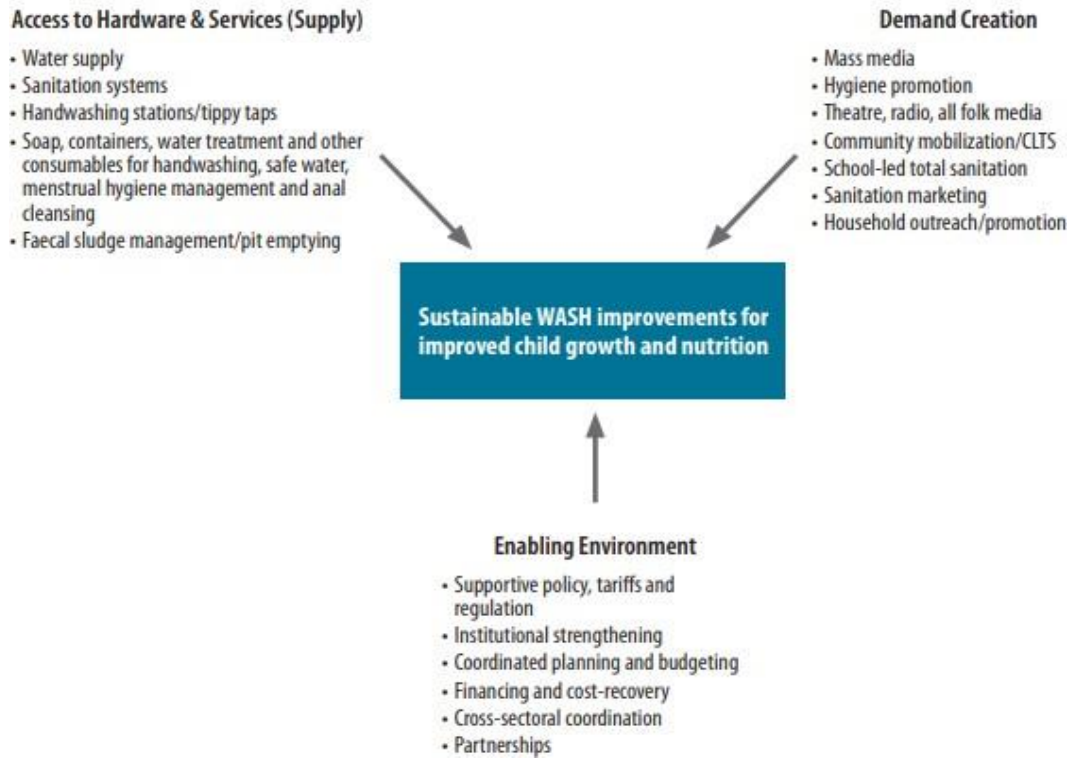 Access to Hardware & Services (Supply)
• Water supply
• Sanitation systems
• Handwashing stations/tippy taps
• Soap, containers, water treatment and other
consumables for handwashing, safe water,
menstrual hygiene management and anal
cleansing
• Faecal sludge management/pit emptying
Demand Creation
• Mass media
• Hygiene promotion
• Theatre, radio, all folk media
• Community mobilization/CLTS
• School-led total sanitation
• Sanitation marketing
• Household outreach/promotion
Sustainable WASH improvements for
improved child growth and nutrition
Enabling Environment
• Supportive policy, tariffs and
regulation
• Institutional strengthening
• Coordinated planning and budgeting
• Financing and cost-recovery
• Cross-sectoral coordination
• Partnerships